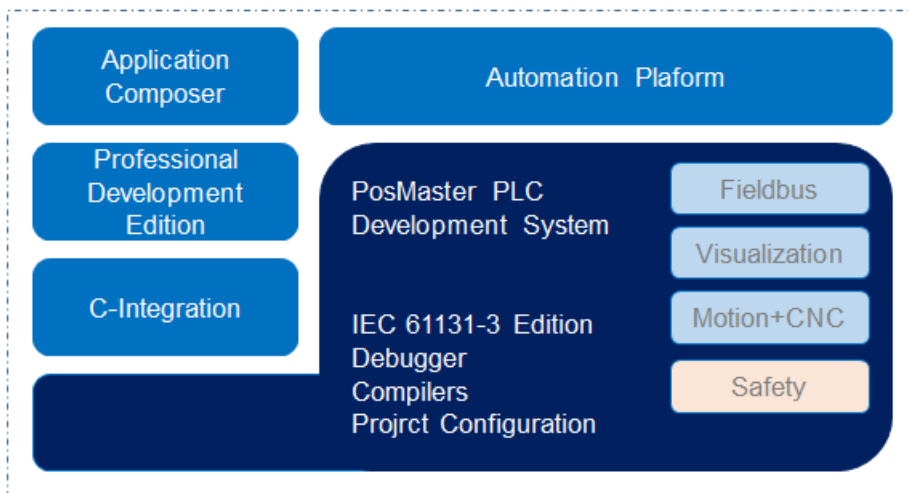 Application
Composer
Automation Plaform
Professional
Development
Edition
PosMaster PLC
Development System
Fieldbus
Visualization
C-Integration
IEC 61131-3 Edition
Debugger
Compilers
Projrct Configuration
Motion+CNC
Safety